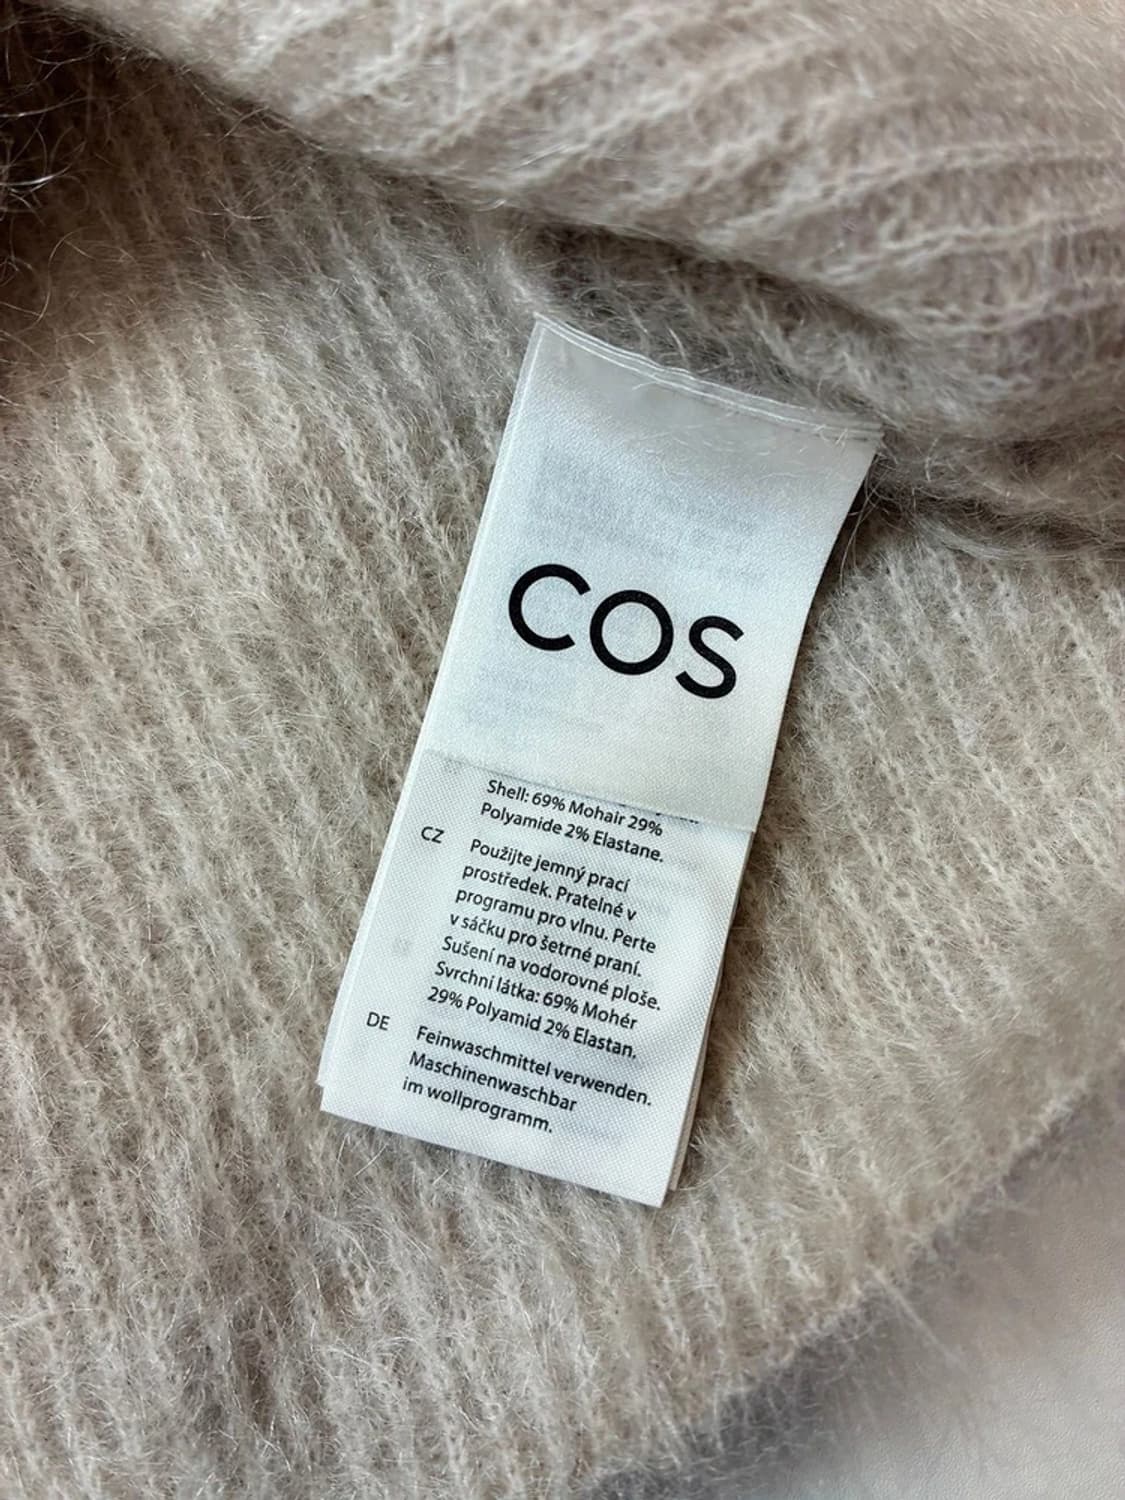 COS
Shell: 69% Mohair 29%
Polyamide 2% Elastane.
CZ Použijte jemný prací
prostředek. Pratelné v
programu pro vlnu. Perte
v sáčku pro šetrné praní.
Sušení na vodorovné ploše.
Svrchní látka: 69% Mohér
29% Polyamid 2% Elastan.
DE Feinwaschmittel verwenden.
Maschinenwaschbar
im wollprogramm.